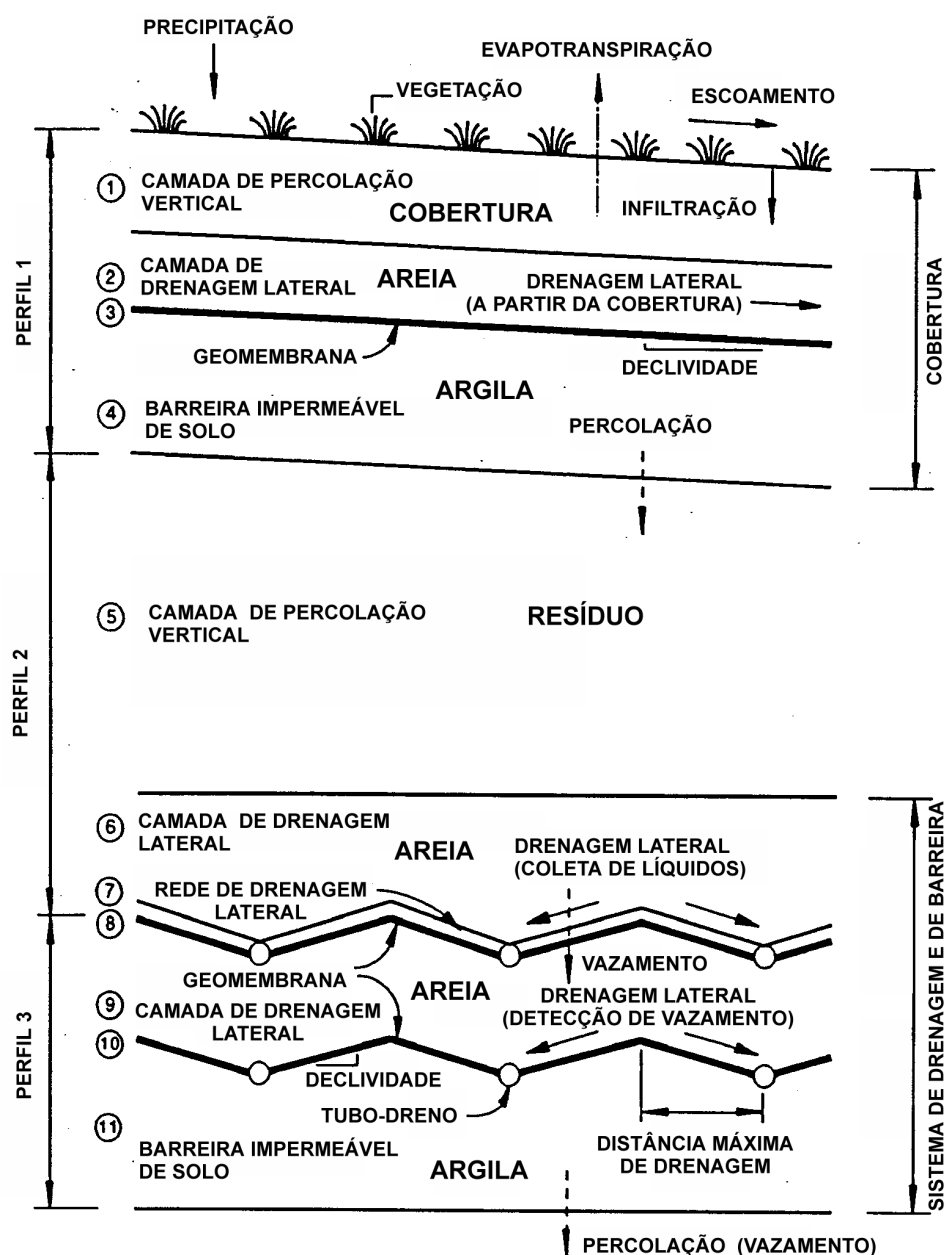 PRECIPITAÇÃO
EVAPOTRANSPIRAÇÃO
VEGETAÇÃO
ESCOAMENTO
1 CAMADA DE PERCOLAÇÃO
VERTICAL
COBERTURA
INFILTRAÇÃO
2 CAMADA DE
DRENAGEM LATERAL
AREIA
DRENAGEM LATERAL
(A PARTIR DA COBERTURA)
3
GEOMEMBRANA
DECLIVIDADE
ARGILA
4 BARREIRA IMPERMEÁVEL
DE SOLO
PERCOLAÇÃO
PERFIL 1
COBERTURA
5 CAMADA DE PERCOLAÇÃO
VERTICAL
RESÍDUO
PERFIL 2
6 CAMADA DE DRENAGEM
LATERAL
AREIA
DRENAGEM LATERAL
(COLETA DE LÍQUIDOS)
7 REDE DE DRENAGEM
LATERAL
8
GEOMEMBRANA
VAZAMENTO
AREIA
9 CAMADA DE DRENAGEM
LATERAL
DRENAGEM LATERAL
(DETECÇÃO DE VAZAMENTO)
10
DECLIVIDADE
TUBO-DRENO
11
BARREIRA IMPERMEÁVEL
DE SOLO
DISTÂNCIA MÁXIMA
DE DRENAGEM
ARGILA
PERFIL 3
SISTEMA DE DRENAGEM E DE BARREIRA
PERCOLAÇÃO (VAZAMENTO)